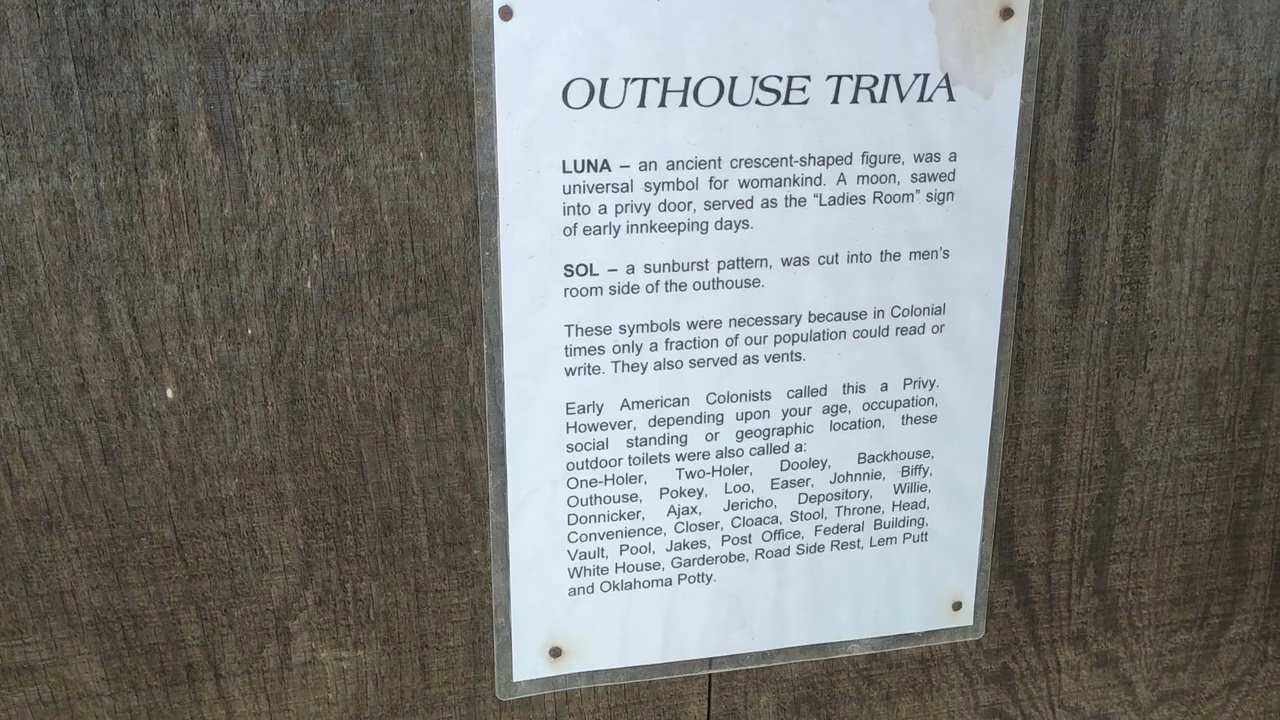 OUTHOUSE TRIVIA
LUNA – an ancient crescent-shaped figure, was a
universal symbol for womankind. A moon, sawed
into a privy door, served as the “Ladies Room” sign
of early innkeeping days.
SOL – a sunburst pattern, was cut into the men's
room side of the outhouse.
These symbols were necessary because in Colonial
times only a fraction of our population could read or
write. They also served as vents.
Early American Colonists called this a Privy.
However, depending upon your age, occupation,
social standing or geographic location, these
outdoor toilets were also called a:
One-Holer, Two-Holer, Dooley, Backhouse,
Outhouse, Pokey, Loo, Easer, Johnnie, Biffy,
Donnicker, Ajax, Jericho, Depository, Willie,
Convenience, Closer, Cloaca, Stool, Throne, Head,
Vault, Pool, Jakes, Post Office, Federal Building,
White House, Garderobe, Road Side Rest, Lem Putt
and Oklahoma Potty.